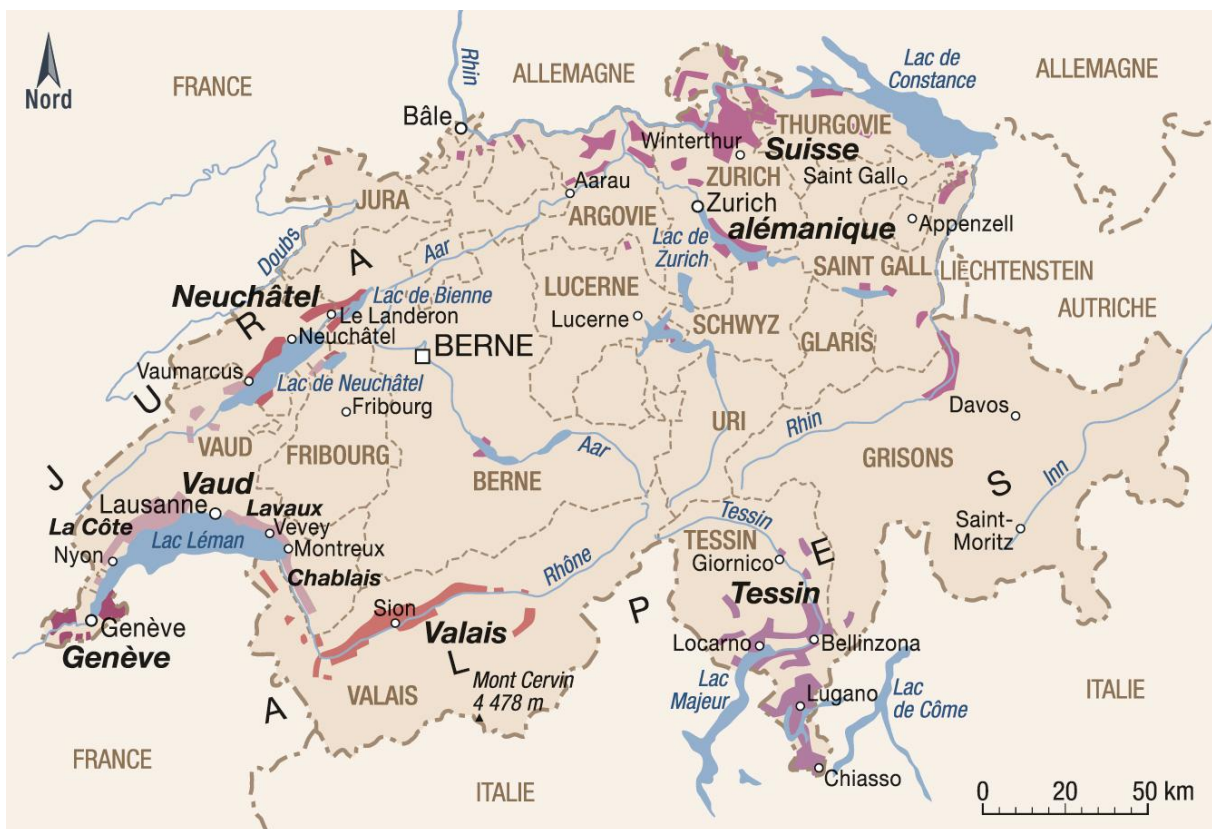 Nord
FRANCE
Rhin
ALLEMAGNE
Lac de
Constance
ALLEMAGNE
Bâle
Winterthur
THURGOVIE
Suisse
alémanique
JURA
Aarau
ZURICH
Saint Gall
ARGOVIE
Zurich
Appenzell
Doubs
Aar
Lac de
Zurich
SAINT GALL
LIECHTENSTEIN
AUTRICHE
Neuchâtel
Lac de Bienne
Le Landeron
Neuchâtel
LUCERNE
Lucerne
SCHWYZ
GLARIS
BERNE
Vaumarcus
Lac de Neuchâtel
Fribourg
Davos
URI
Rhin
GRISONS
Inn
VAUD
FRIBOURG
BERNE
Aar
JURA
Vaud
Lausanne
Lavaux
La Côte
Vevey
Lac Léman
Montreux
Nyon
Chablais
Rhône
Tessin
TESSIN
Giornico
Tessin
Saint-
Moritz
Genève
Genève
Sion
Valais
VALAIS
Mont Cervin
4 478 m
ALPES
Locarno
Bellinzona
Lac
Majeur
Lugano
Lac
de Côme
Chiasso
ITALIE
FRANCE
ITALIE
0 20 50 km